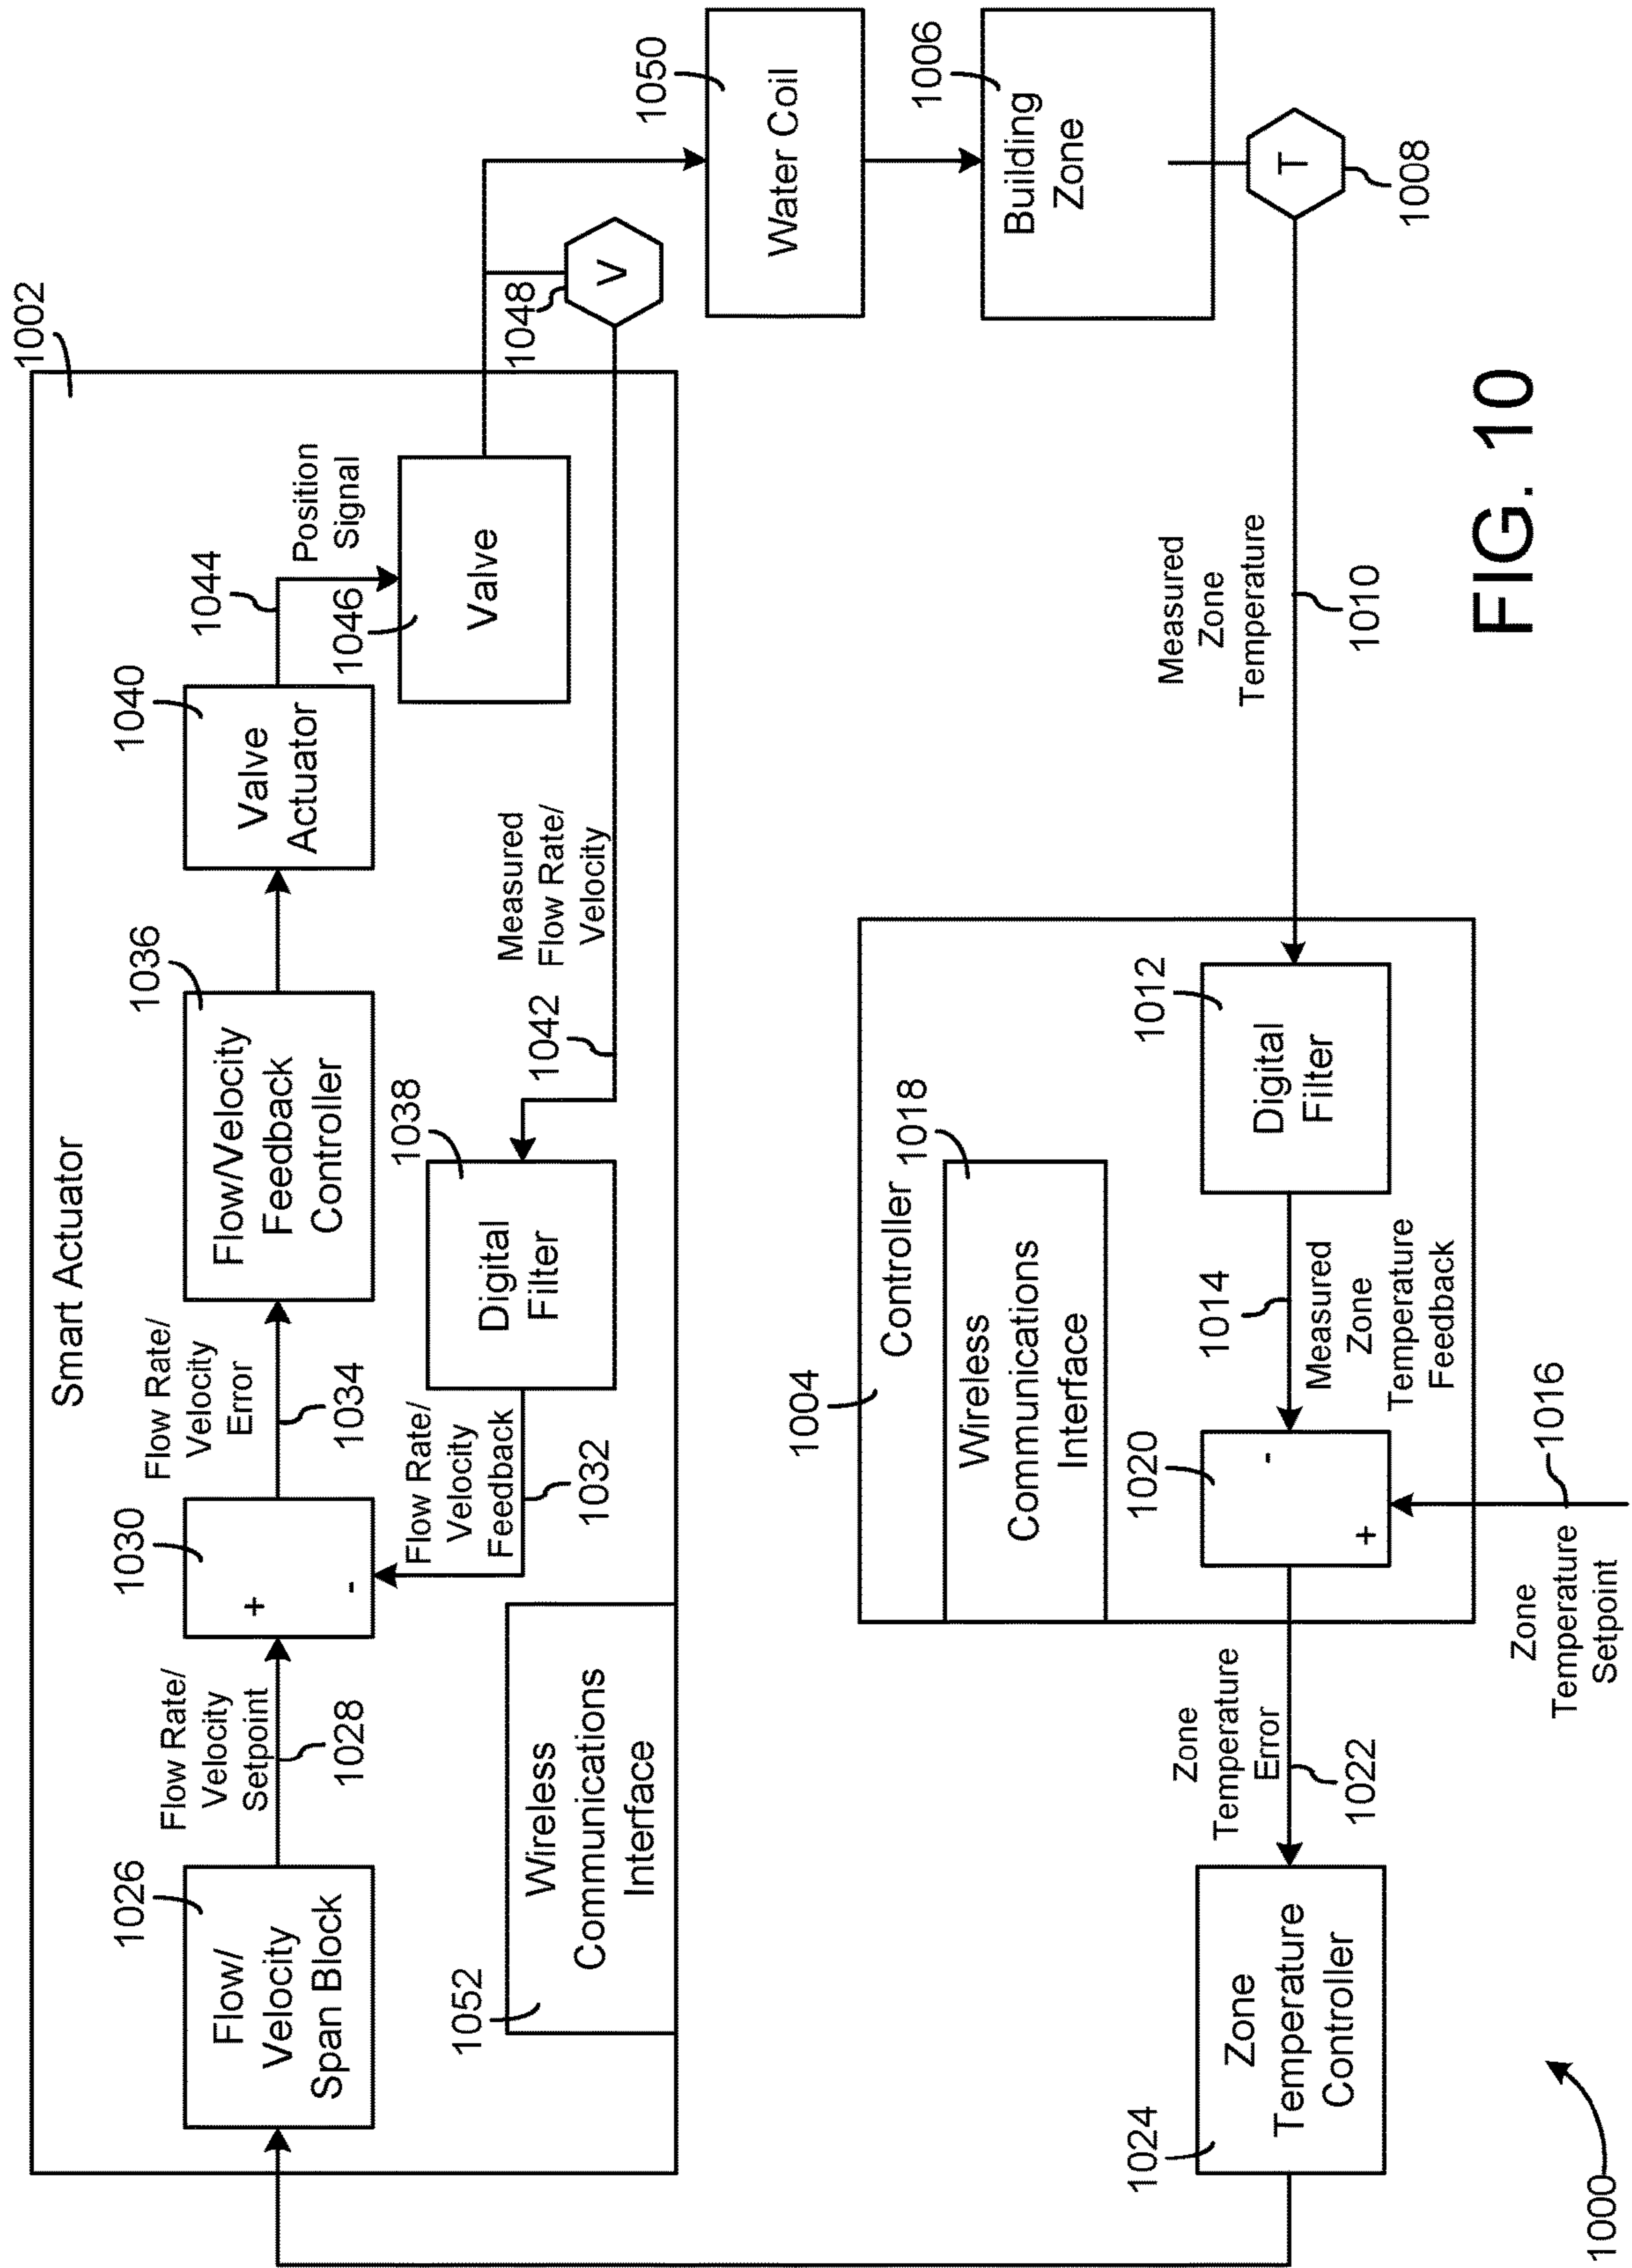 1002
Smart Actuator
1026
Flow/
Velocity
Span Block
Flow Rate/
Velocity
Setpoint
1028
1030
+
-
Flow Rate/
Velocity
Error
1034
1036
Flow/Velocity
Feedback
Controller
1040
Valve
Actuator
1044
Position
Signal
1046
Valve
1052
Wireless
Communications
Interface
Flow Rate/
Velocity
Feedback
1032
1038
Digital
Filter
1042
Measured
Flow Rate/
Velocity
1048
V
1050
Water Coil
1006
Building
Zone
T
1008
Measured
Zone
Temperature
1010
1004
Controller
1018
Wireless
Communications
Interface
1012
Digital
Filter
1014
Measured
Zone
Temperature
Feedback
1020
-
+
1016
Zone
Temperature
Setpoint
Zone
Temperature
Error
1022
1024
Zone
Temperature
Controller
1000
FIG. 10